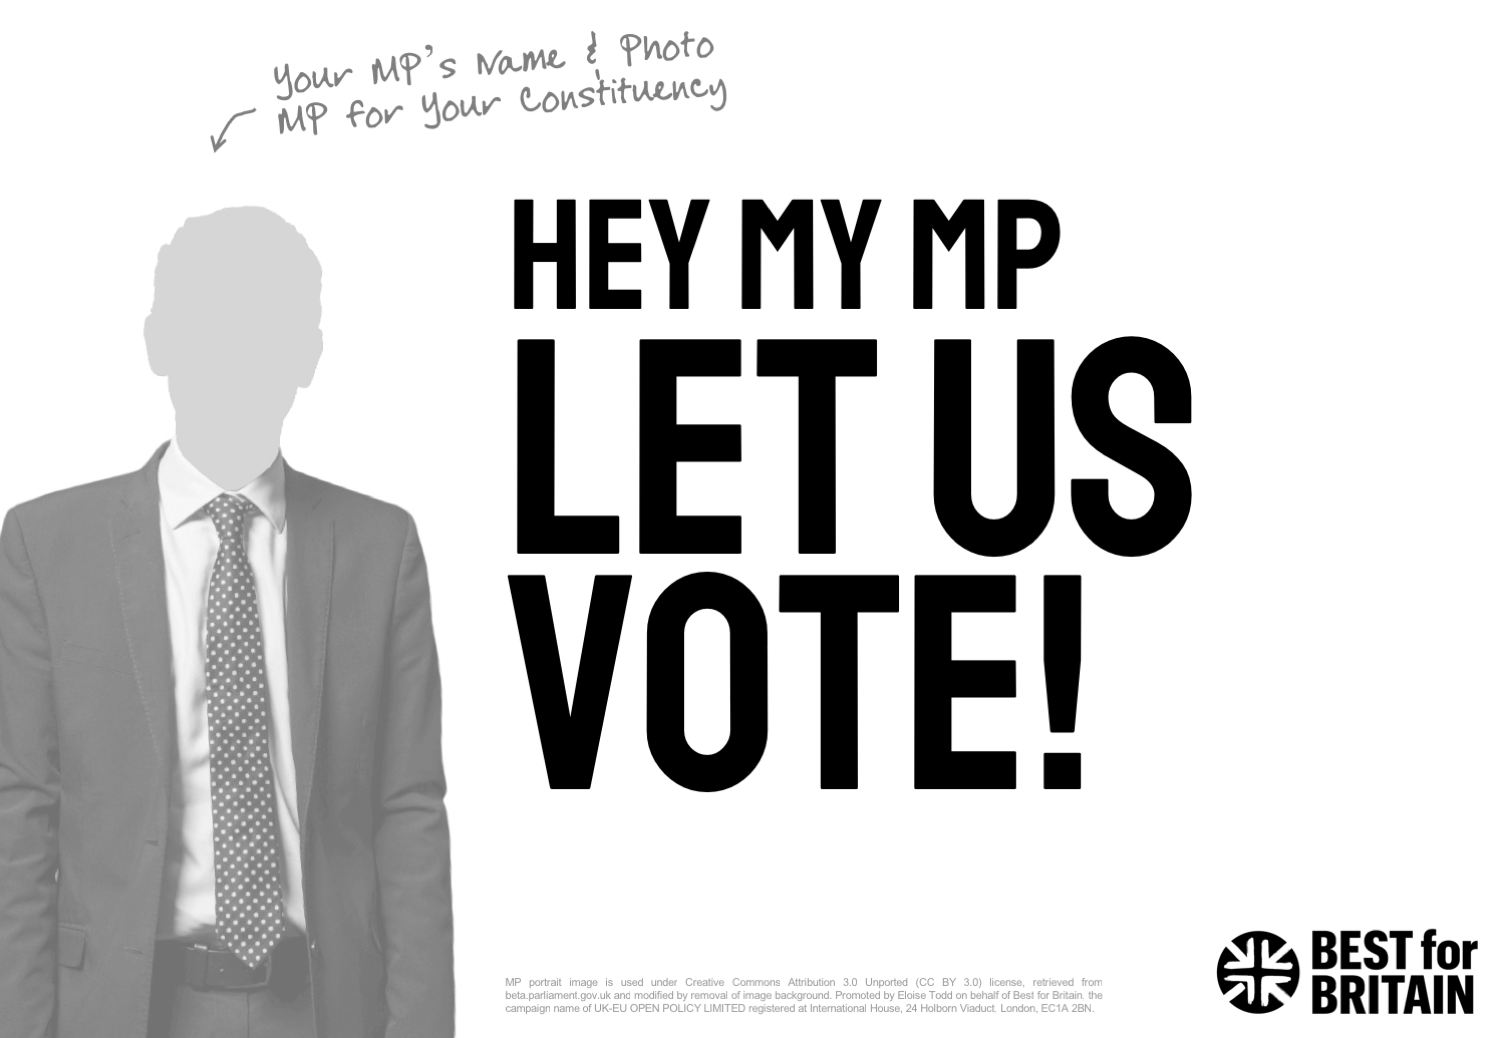 Your MP's Name & Photo
MP for Your Constituency
HEY MY MP
LET US
VOTE!
MP portrait image is used under Creative Commons Attribution 3.0 Unported (CC BY 3.0) license, retrieved from
beta.parliament.gov.uk and modified by removal of image background. Promoted by Eloise Todd on behalf of Best for Britain, the
campaign name of UK-EU OPEN POLICY LIMITED registered at International House, 24 Holborn Viaduct, London, EC1A 2BN.
BEST for
BRITAIN